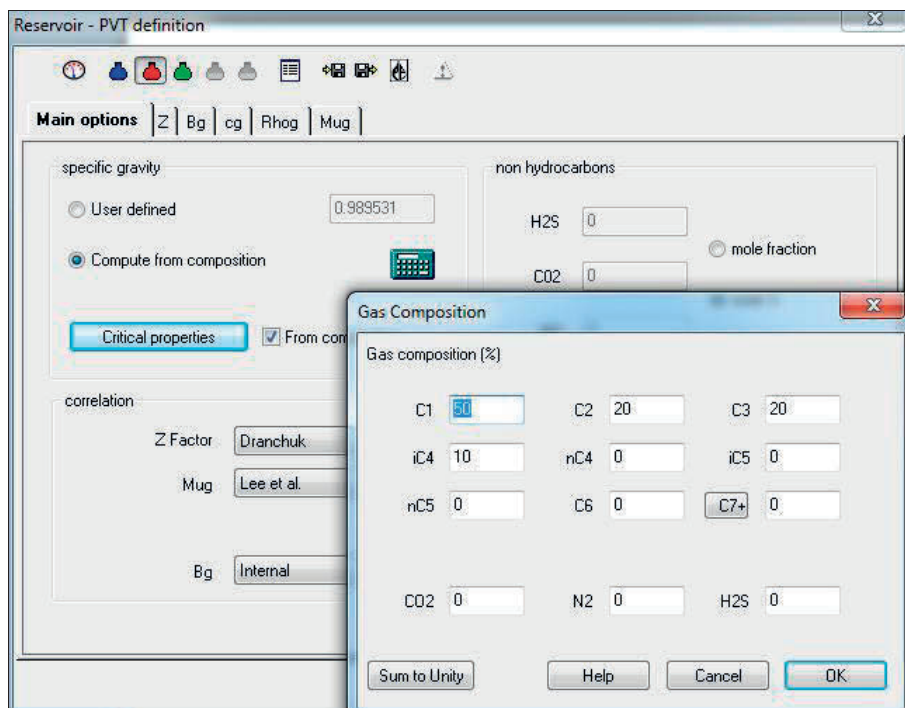 Reservoir - PVT definition
Main options Z Bg cg Rhog Mug
specific gravity
User defined 0.989531
Compute from composition
Critical properties From com
non hydrocarbons
H2S 0
mole fraction
CO2 0
correlation
Z Factor Dranchuk
Mug Lee et al.
Bg Internal
Gas Composition
Gas composition (%)
C1 50 C2 20 C3 20
iC4 10 nC4 0 iC5 0
nC5 0 C6 0 C7+ 0
CO2 0 N2 0 H2S 0
Sum to Unity Help Cancel OK